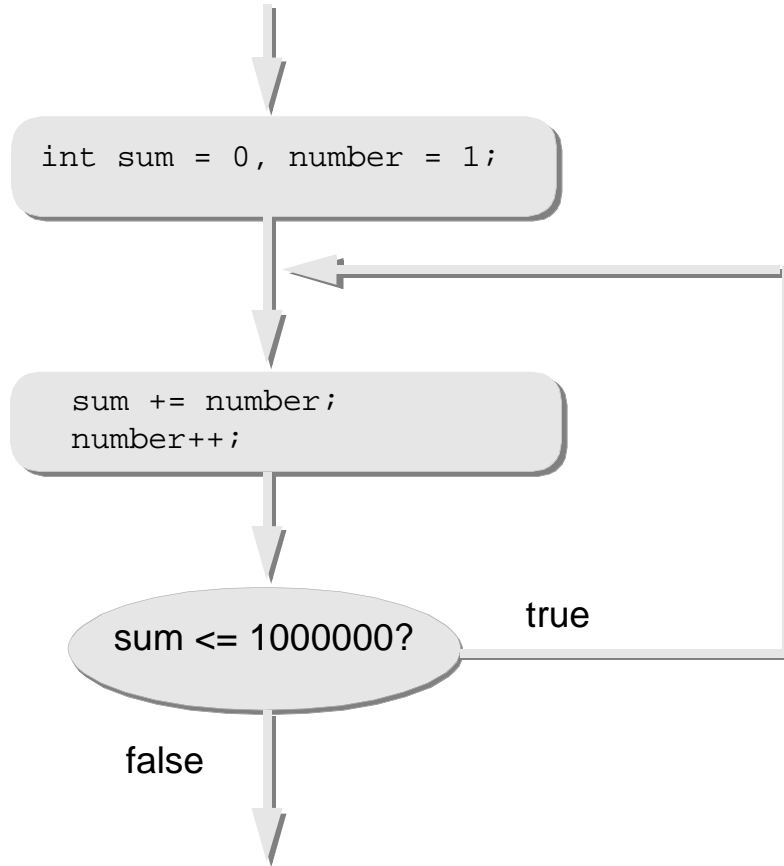 int sum = 0, number = 1;
sum += number;
number++;
sum <= 1000000?
true
false